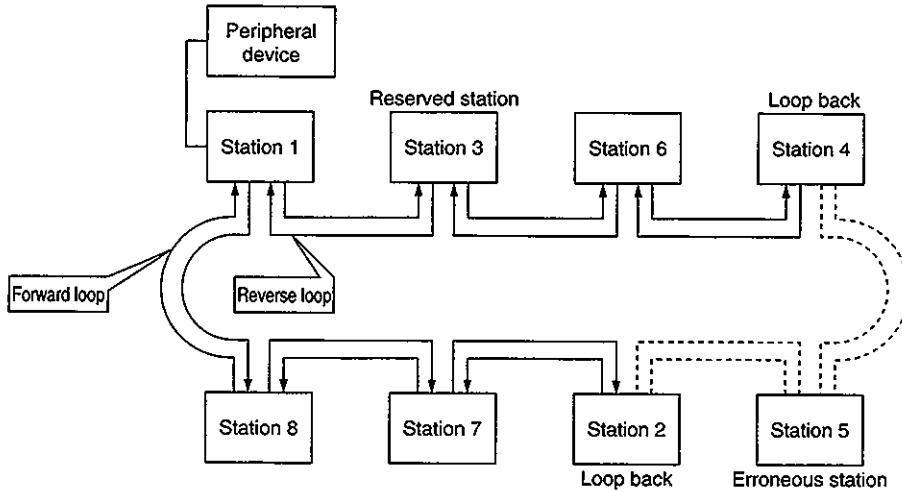 Peripheral
device
Reserved station
Loop back
Station 1
Station 3
Station 6
Station 4
Forward loop
Reverse loop
Station 8
Station 7
Station 2
Station 5
Loop back
Erroneous station